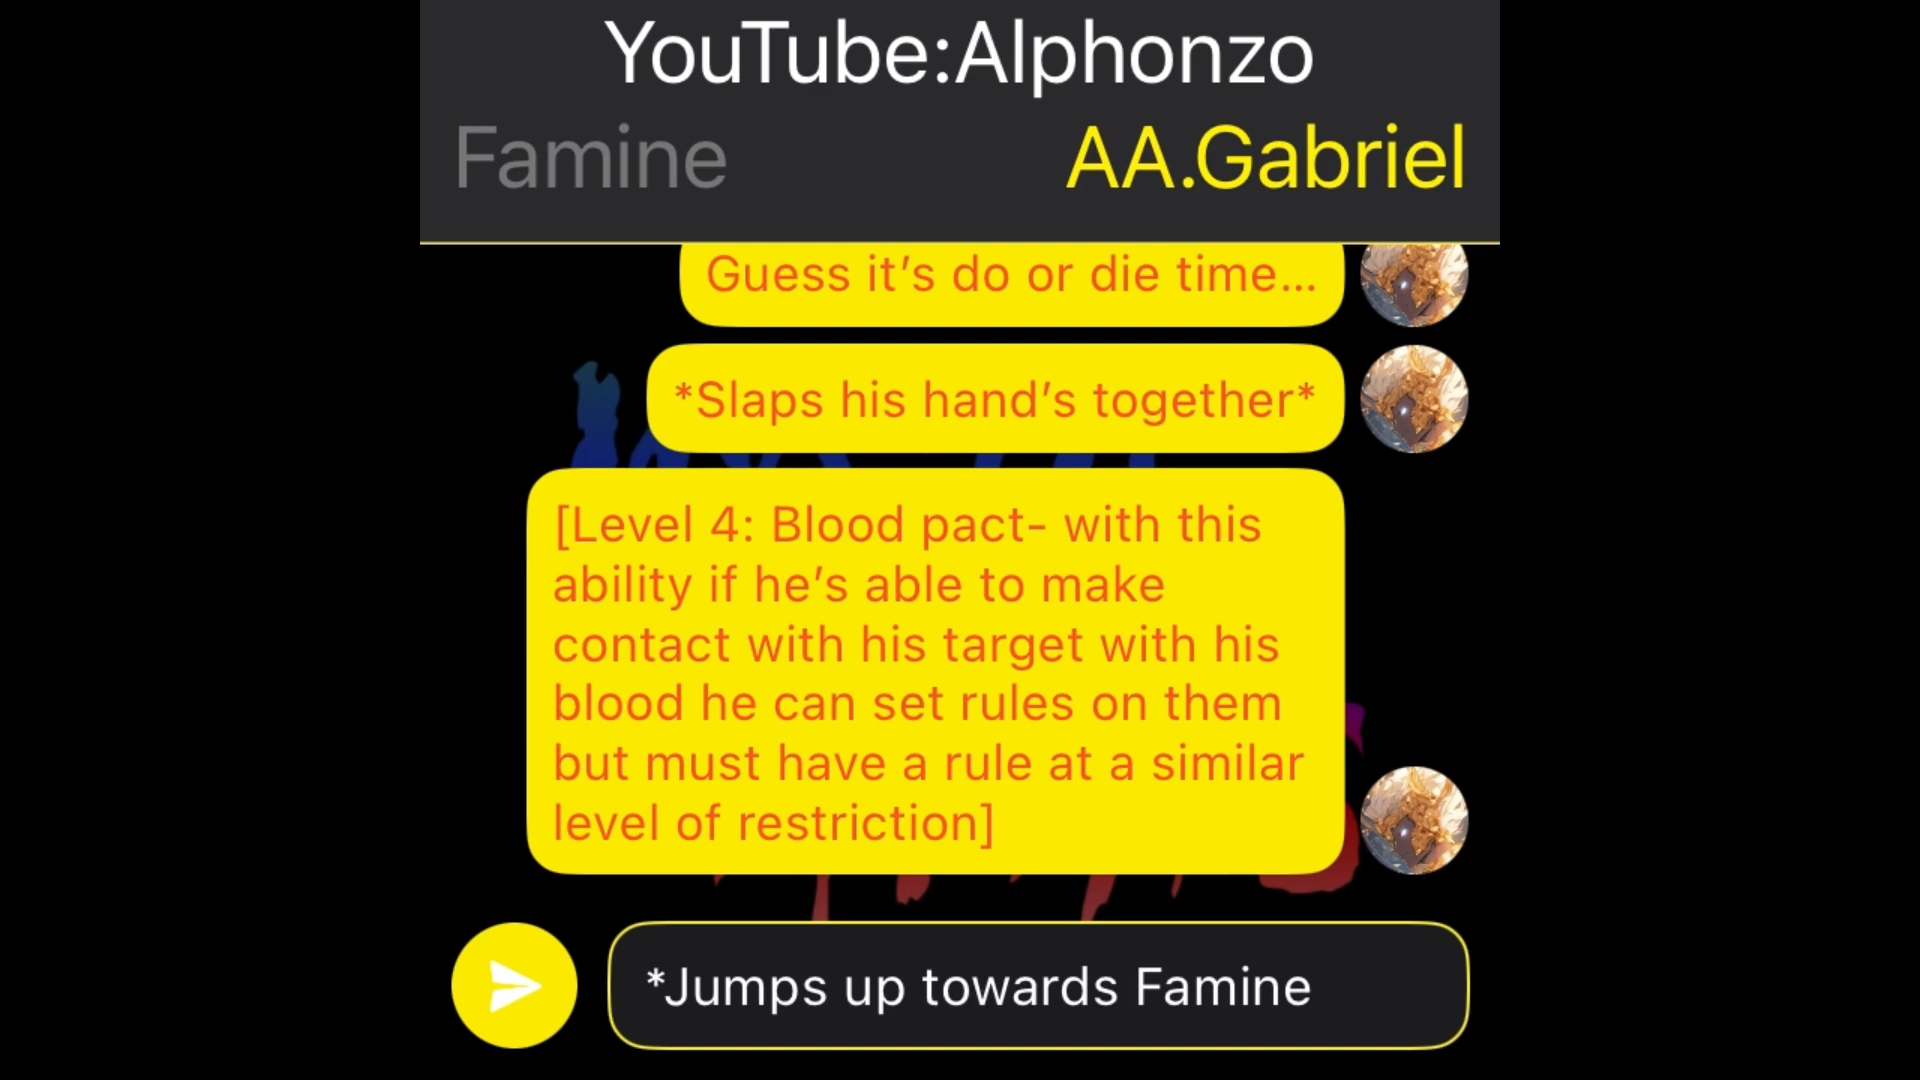 YouTube:Alphonzo
Famine
AA.Gabriel
Guess it’s do or die time...
*Slaps his hand’s together*
[Level 4: Blood pact- with this
ability if he’s able to make
contact with his target with his
blood he can set rules on them
but must have a rule at a similar
level of restriction]
*Jumps up towards Famine